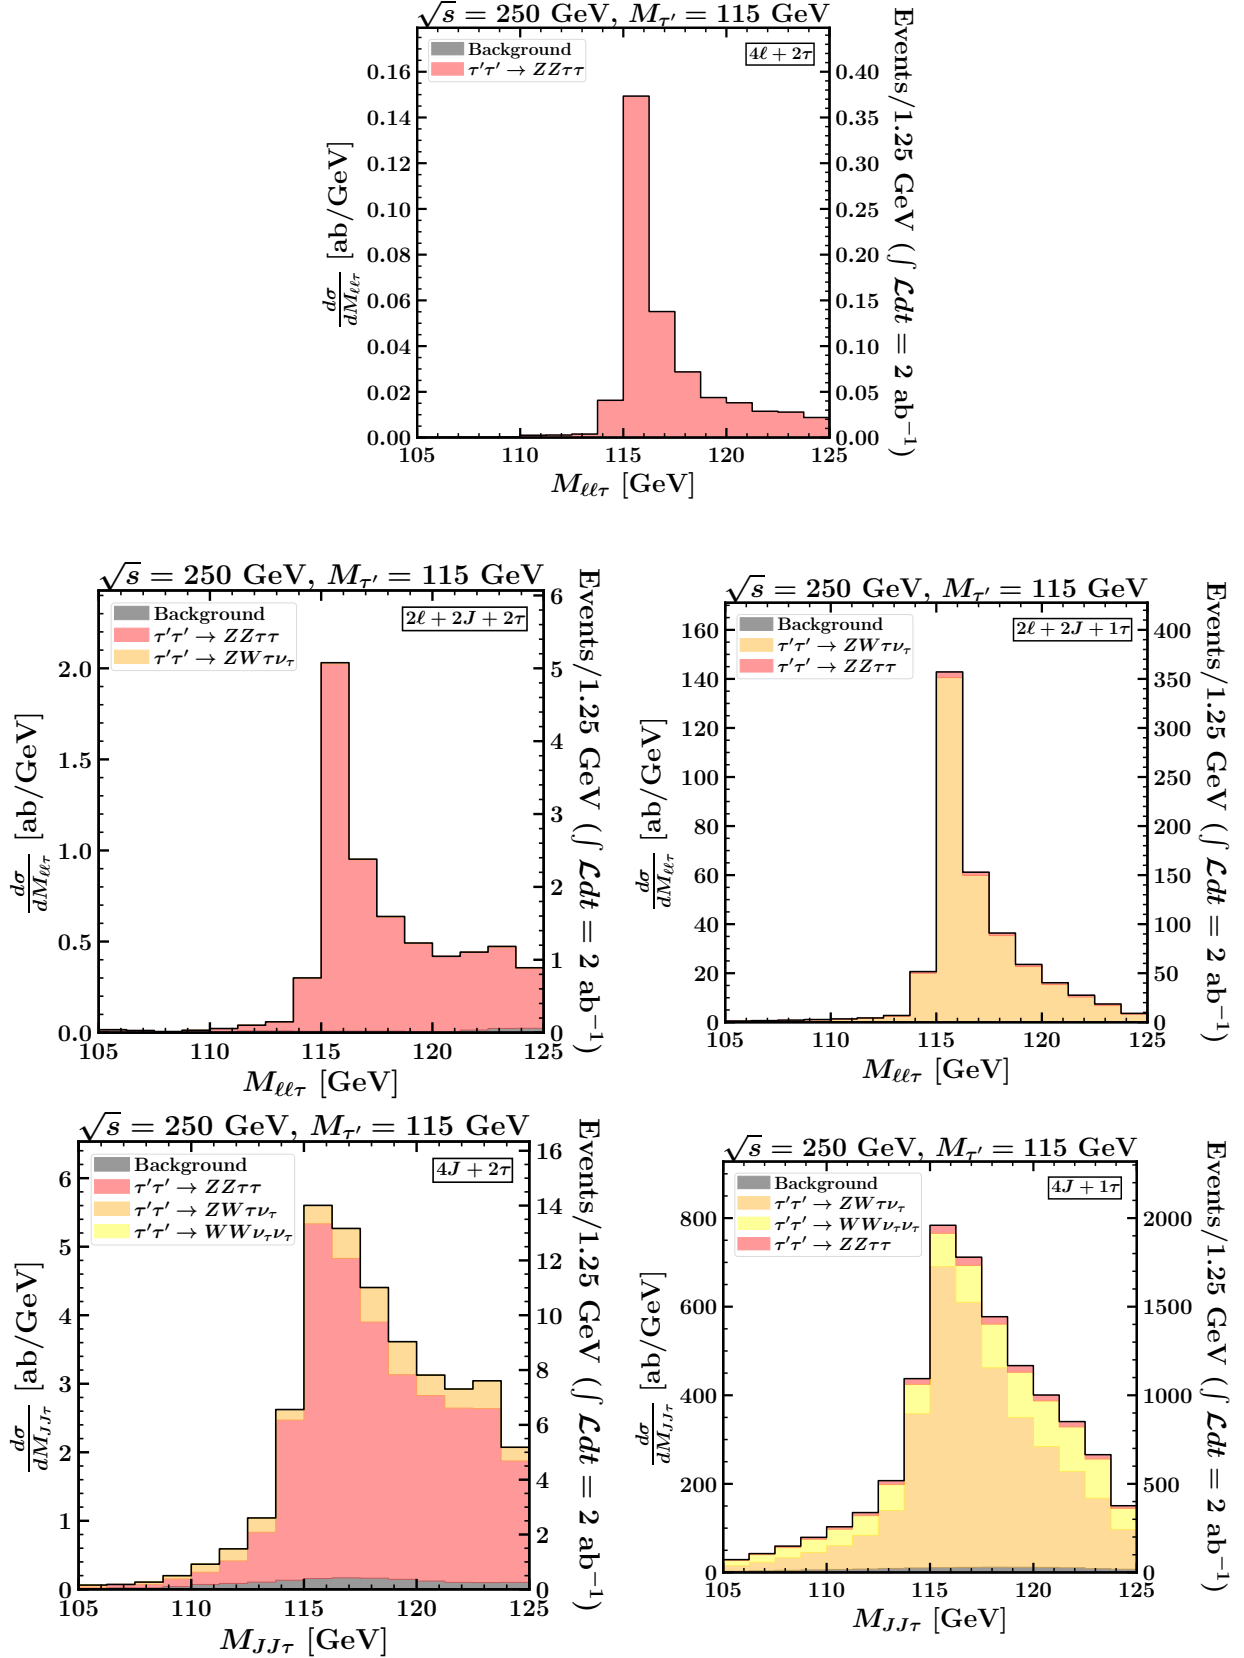 √s = 250 GeV, M_τ′ = 115 GeV
Background
τ′τ′ → ZZττ
4ℓ + 2τ
dσ/dM_ℓℓτ [ab/GeV]
0.16
0.14
0.12
0.10
0.08
0.06
0.04
0.02
0.00
0.40
0.35
0.30
0.25
0.20
0.15
0.10
0.05
0.00
Events/1.25 GeV (∫ ℒdt = 2 ab⁻¹)
105 110 115 120 125
M_ℓℓτ [GeV]
√s = 250 GeV, M_τ′ = 115 GeV
Background
τ′τ′ → ZZττ
τ′τ′ → ZWτν_τ
2ℓ + 2J + 2τ
dσ/dM_ℓℓτ [ab/GeV]
2.0
1.5
1.0
0.5
0.0
6
5
4
3
2
1
0
Events/1.25 GeV (∫ ℒdt = 2 ab⁻¹)
105 110 115 120 125
M_ℓℓτ [GeV]
√s = 250 GeV, M_τ′ = 115 GeV
Background
τ′τ′ → ZWτν_τ
τ′τ′ → ZZττ
2ℓ + 2J + 1τ
dσ/dM_ℓℓτ [ab/GeV]
160
140
120
100
80
60
40
20
0
400
350
300
250
200
150
100
50
0
Events/1.25 GeV (∫ ℒdt = 2 ab⁻¹)
105 110 115 120 125
M_ℓℓτ [GeV]
√s = 250 GeV, M_τ′ = 115 GeV
Background
τ′τ′ → ZZττ
τ′τ′ → ZWτν_τ
τ′τ′ → WWν_τν_τ
4J + 2τ
dσ/dM_JJτ [ab/GeV]
6
5
4
3
2
1
0
16
14
12
10
8
6
4
2
0
Events/1.25 GeV (∫ ℒdt = 2 ab⁻¹)
105 110 115 120 125
M_JJτ [GeV]
√s = 250 GeV, M_τ′ = 115 GeV
Background
τ′τ′ → ZWτν_τ
τ′τ′ → WWν_τν_τ
τ′τ′ → ZZττ
4J + 1τ
dσ/dM_JJτ [ab/GeV]
800
600
400
200
0
2000
1500
1000
500
0
Events/1.25 GeV (∫ ℒdt = 2 ab⁻¹)
105 110 115 120 125
M_JJτ [GeV]